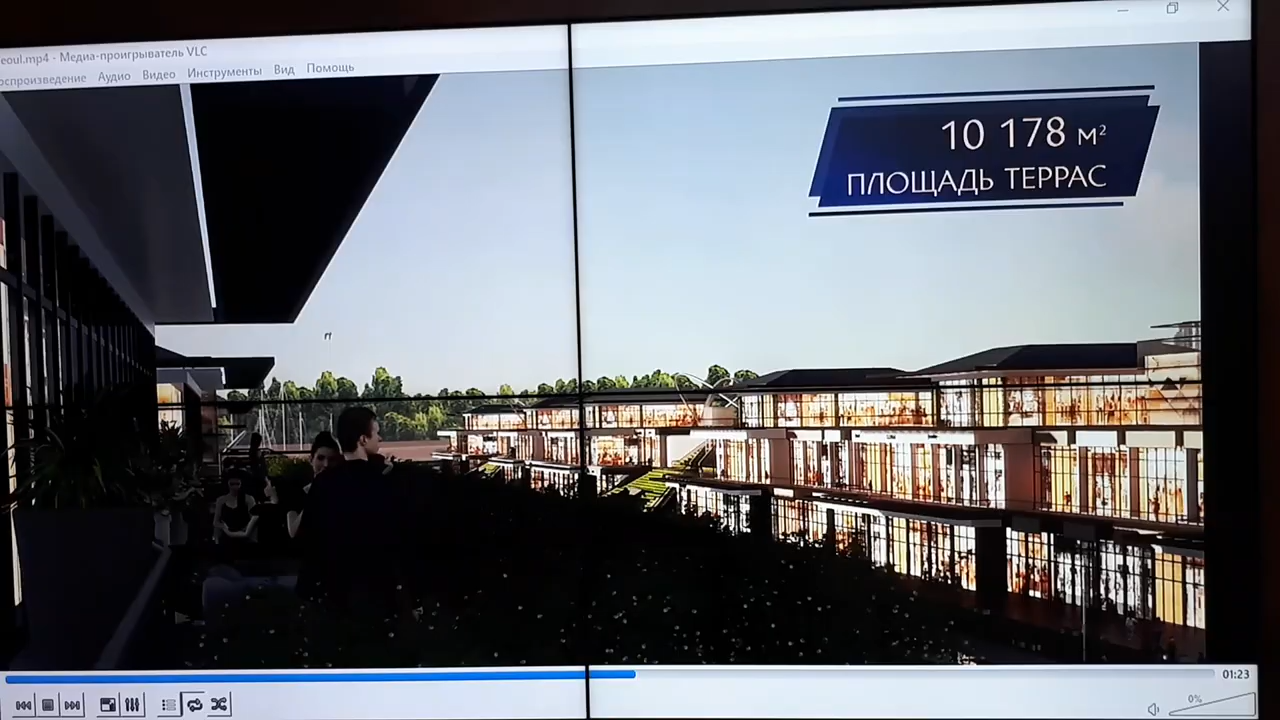 eoul.mp4 - Медиа-проигрыватель VLC
оспроизведение Аудио Видео Инструменты Вид Помощь
10 178 м²
ПЛОЩАДЬ ТЕРРАС
01:23
0%